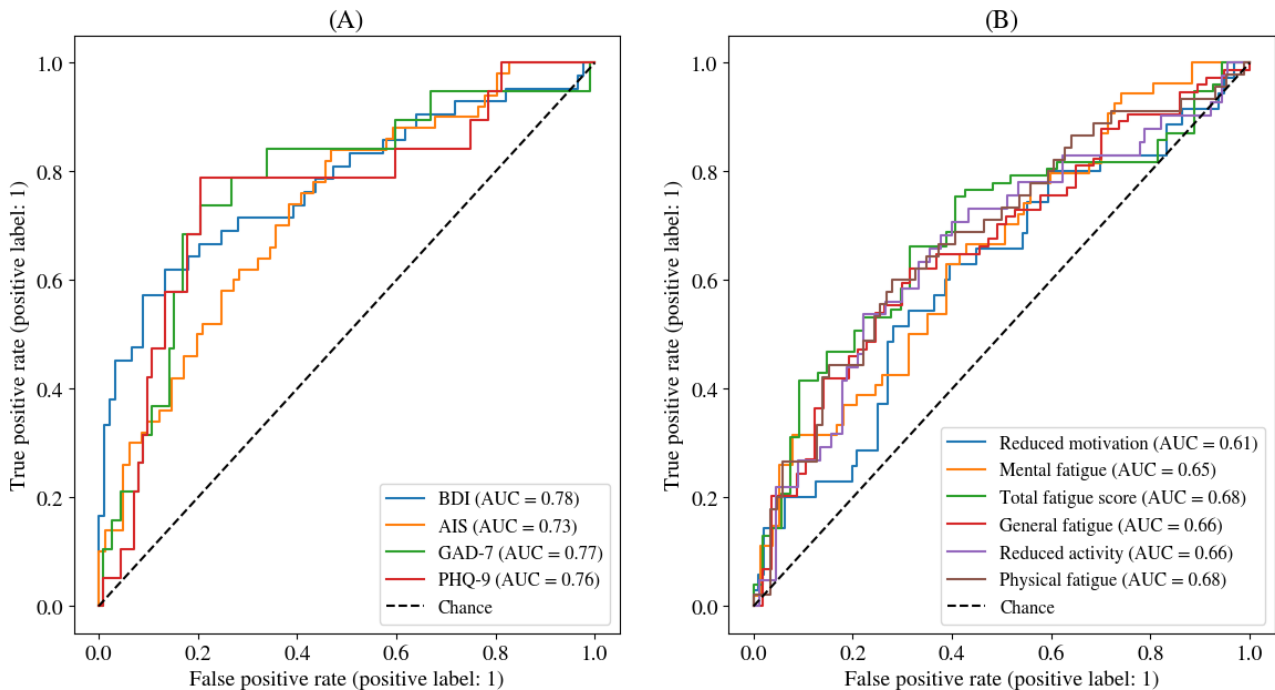 (A)
True positive rate (positive label: 1)
1.0
0.8
0.6
0.4
0.2
0.0
BDI (AUC = 0.78)
AIS (AUC = 0.73)
GAD-7 (AUC = 0.77)
PHQ-9 (AUC = 0.76)
Chance
0.0 0.2 0.4 0.6 0.8 1.0
False positive rate (positive label: 1)
(B)
True positive rate (positive label: 1)
1.0
0.8
0.6
0.4
0.2
0.0
Reduced motivation (AUC = 0.61)
Mental fatigue (AUC = 0.65)
Total fatigue score (AUC = 0.68)
General fatigue (AUC = 0.66)
Reduced activity (AUC = 0.66)
Physical fatigue (AUC = 0.68)
Chance
0.0 0.2 0.4 0.6 0.8 1.0
False positive rate (positive label: 1)